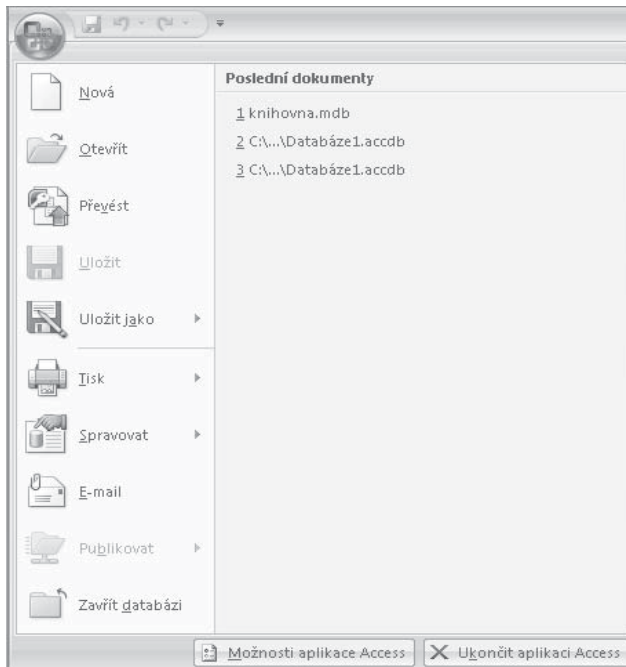 Poslední dokumenty
1 knihovna.mdb
2 C:\...\Databáze1.accdb
3 C:\...\Databáze1.accdb
Nová
Otevřít
Převést
Uložit
Uložit jako
Tisk
Spravovat
E-mail
Publikovat
Zavřít databázi
Možnosti aplikace Access
Ukončit aplikaci Access